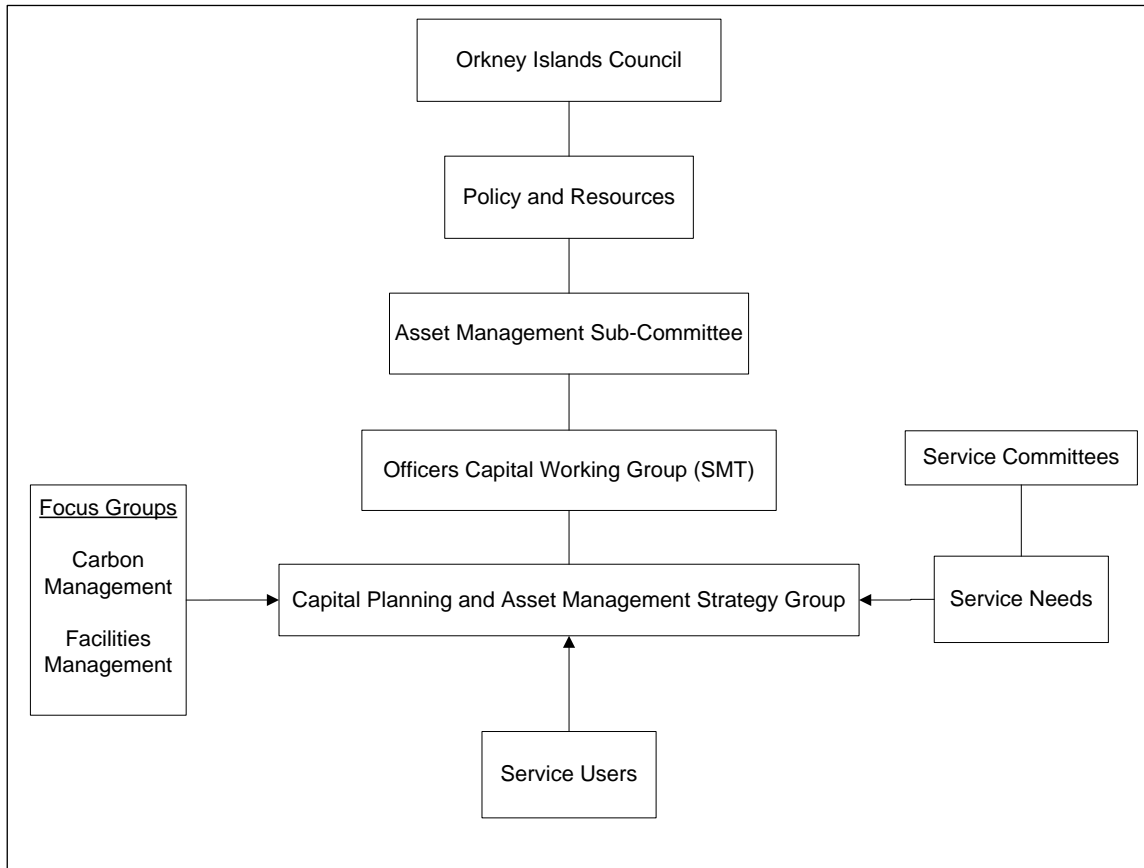 Orkney Islands Council
Policy and Resources
Asset Management Sub-Committee
Officers Capital Working Group (SMT)
Service Committees
Focus Groups
Carbon
Management
Facilities
Management
Capital Planning and Asset Management Strategy Group
Service Needs
Service Users